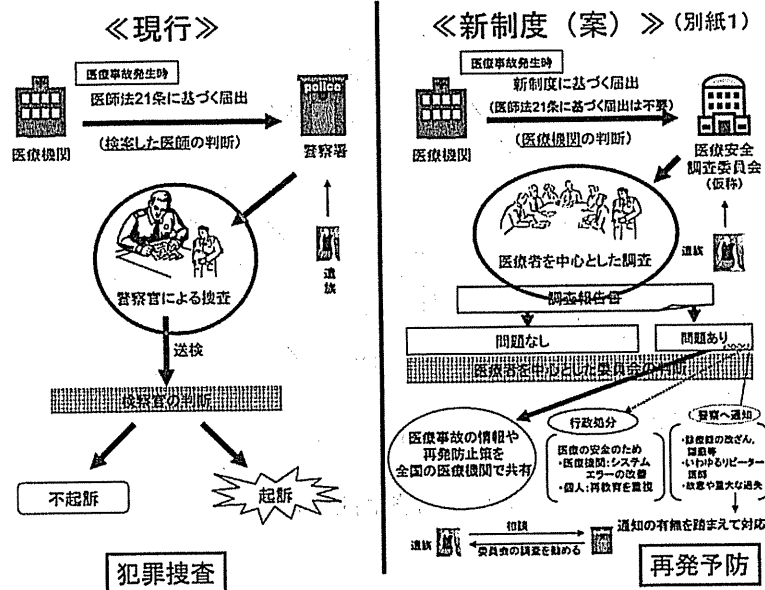 ≪現行≫
医療事故発生時
医師法21条に基づく届出
(検案した医師の判断)
医療機関
police
警察署
遺族
警察官による捜査
送検
検察官の判断
不起訴
起訴
犯罪捜査
≪新制度（案）≫(別紙1)
医療事故発生時
新制度に基づく届出
(医師法21条に基づく届出は不要)
(医療機関の判断)
医療機関
医療安全
調査委員会
(仮称)
遺族
医療者を中心とした調査
調査報告書
問題なし
問題あり
医療者を中心とした委員会の判断
医療事故の情報や
再発防止策を
全国の医療機関で共有
行政処分
医療の安全のため
・医療機関：システム
エラーの改善
・個人：再教育を重視
警察へ通知
・診療録の改ざん、
隠蔽等
・いわゆるリピーター
医師
・故意や重大な過失
通知の有無を踏まえて対応
遺族
相談
委員会の調査を勧める
再発予防